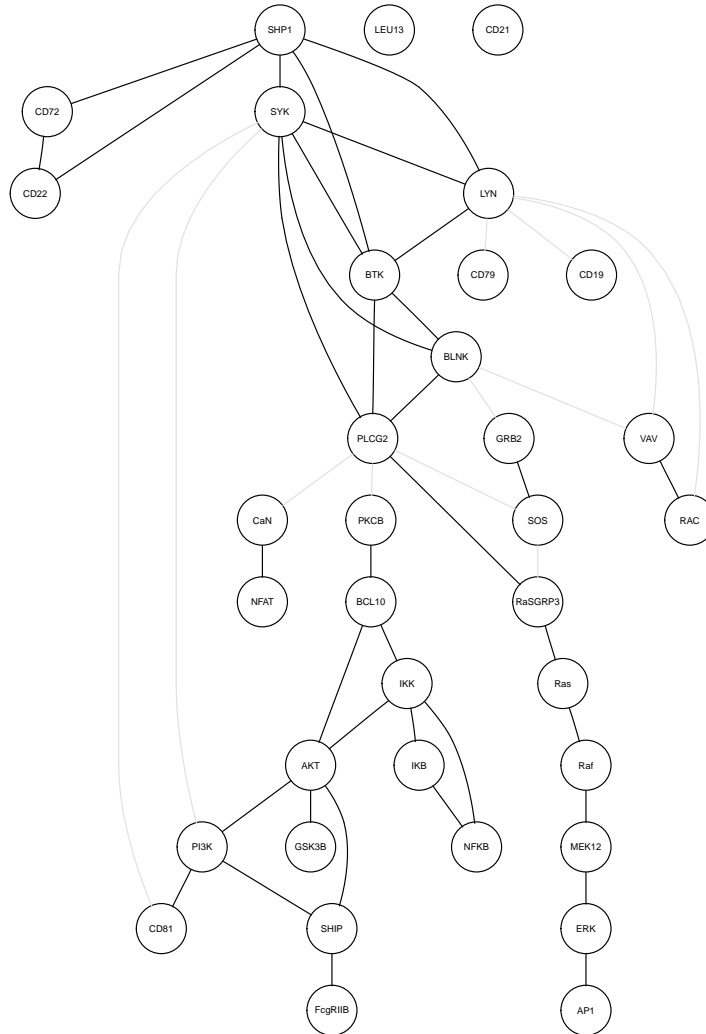 SHP1
LEU13
CD21
CD72
SYK
CD22
LYN
BTK
CD79
CD19
BLNK
PLCG2
GRB2
VAV
CaN
PKCB
SOS
RAC
NFAT
BCL10
RaSGRP3
IKK
Ras
AKT
IKB
Raf
PI3K
GSK3B
NFKB
MEK12
CD81
SHIP
ERK
FcgRIIB
AP1